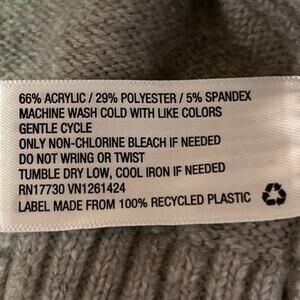 66% ACRYLIC / 29% POLYESTER / 5% SPANDEX
MACHINE WASH COLD WITH LIKE COLORS
GENTLE CYCLE
ONLY NON-CHLORINE BLEACH IF NEEDED
DO NOT WRING OR TWIST
TUMBLE DRY LOW, COOL IRON IF NEEDED
RN17730 VN1261424
LABEL MADE FROM 100% RECYCLED PLASTIC